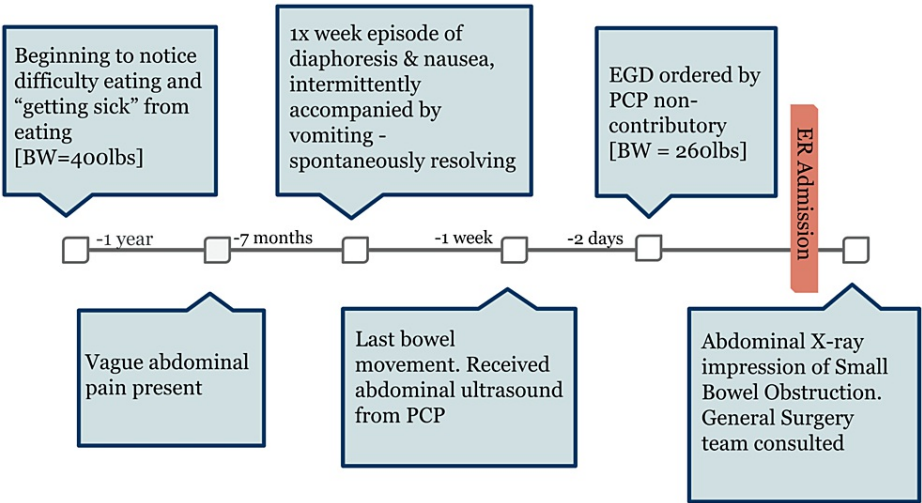 Beginning to notice
difficulty eating and
“getting sick” from
eating
[BW=400lbs]
1x week episode of
diaphoresis & nausea,
intermittently
accompanied by
vomiting -
spontaneously resolving
EGD ordered by
PCP non-
contributory
[BW = 260lbs]
ER Admission
-1 year
-7 months
-1 week
-2 days
Vague abdominal
pain present
Last bowel
movement. Received
abdominal ultrasound
from PCP
Abdominal X-ray
impression of Small
Bowel Obstruction.
General Surgery
team consulted